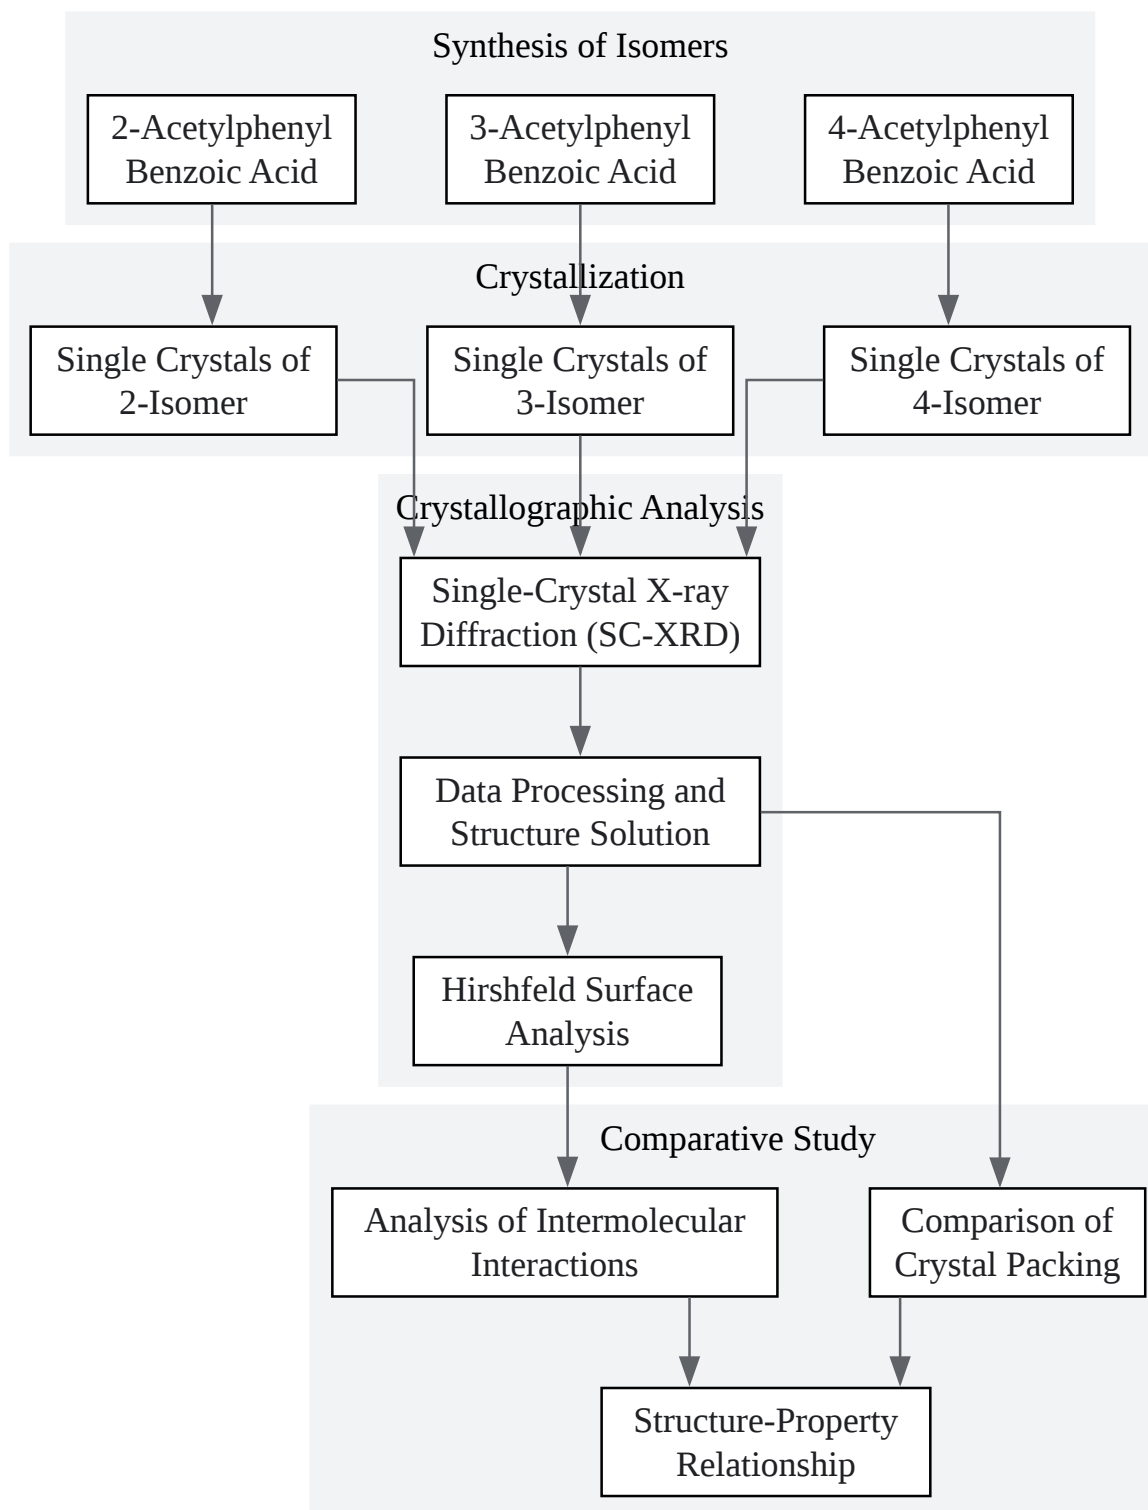 Synthesis of Isomers
2-Acetylphenyl
Benzoic Acid
3-Acetylphenyl
Benzoic Acid
4-Acetylphenyl
Benzoic Acid
Crystallization
Single Crystals of
2-Isomer
Single Crystals of
3-Isomer
Single Crystals of
4-Isomer
Crystallographic Analysis
Single-Crystal X-ray
Diffraction (SC-XRD)
Data Processing and
Structure Solution
Hirshfeld Surface
Analysis
Comparative Study
Analysis of Intermolecular
Interactions
Comparison of
Crystal Packing
Structure-Property
Relationship